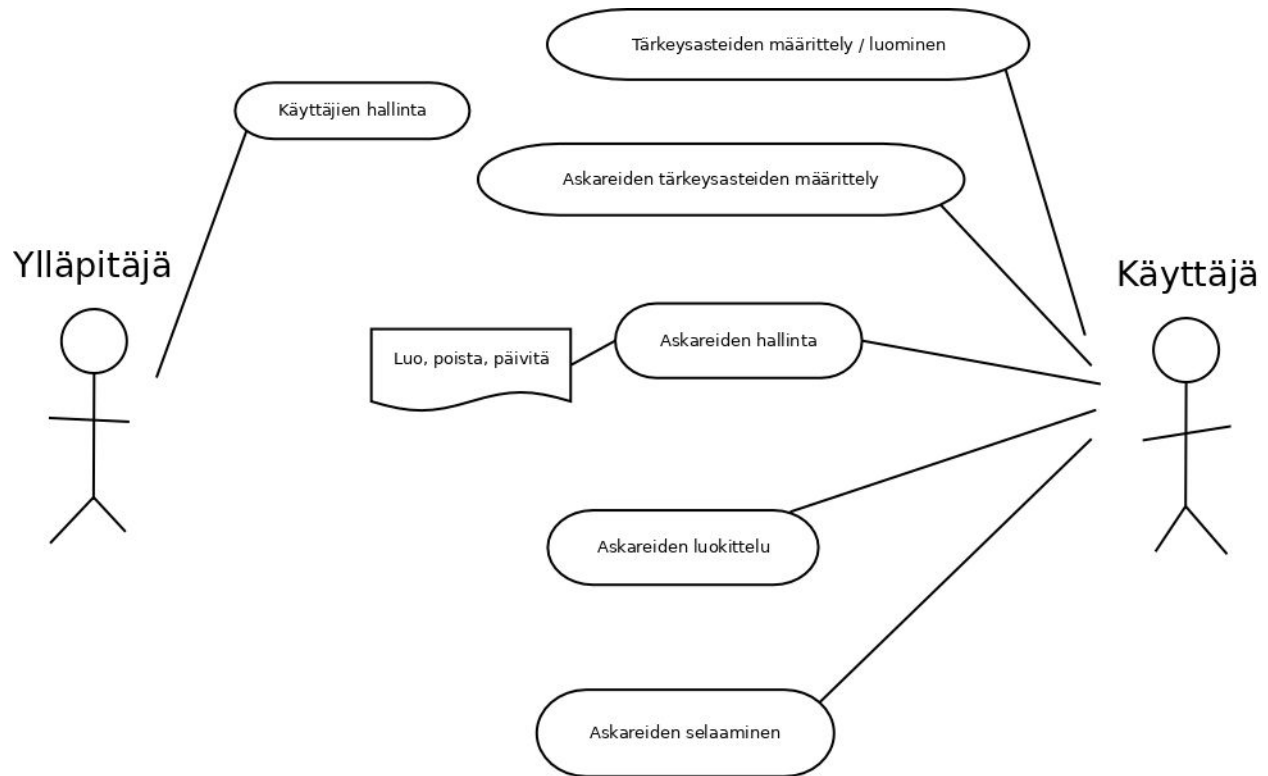 Tärkeysasteiden määrittely / luominen
Käyttäjien hallinta
Askareiden tärkeysasteiden määrittely
Ylläpitäjä
Käyttäjä
Luo, poista, päivitä
Askareiden hallinta
Askareiden luokittelu
Askareiden selaaminen